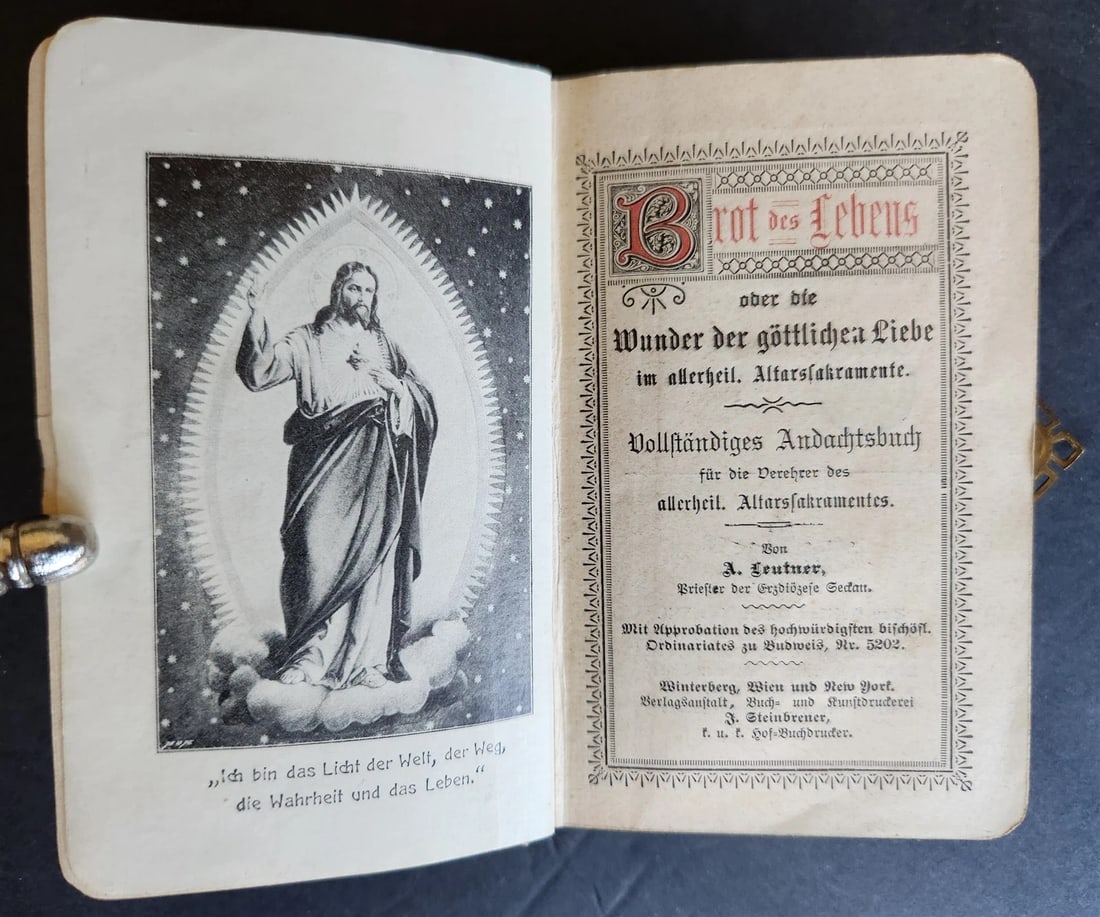 „Ich bin das Licht der Welt, der Weg,
die Wahrheit und das Leben.“
Brot des Lebens
oder die
Wunder der göttlichen Liebe
im allerheil. Altarssakramente.
Vollständiges Andachtsbuch
für die Verehrer des
allerheil. Altarssakramentes.
Von
A. Leutner,
Priester der Erzdiözese Seckau.
Mit Approbation des hochwürdigsten bischöfl.
Ordinariates zu Budweis, Nr. 5202.
Winterberg, Wien und New York.
Verlagsanstalt, Buch- und Kunstdruckerei
J. Steinbrener,
k. u. k. Hof-Buchdrucker.